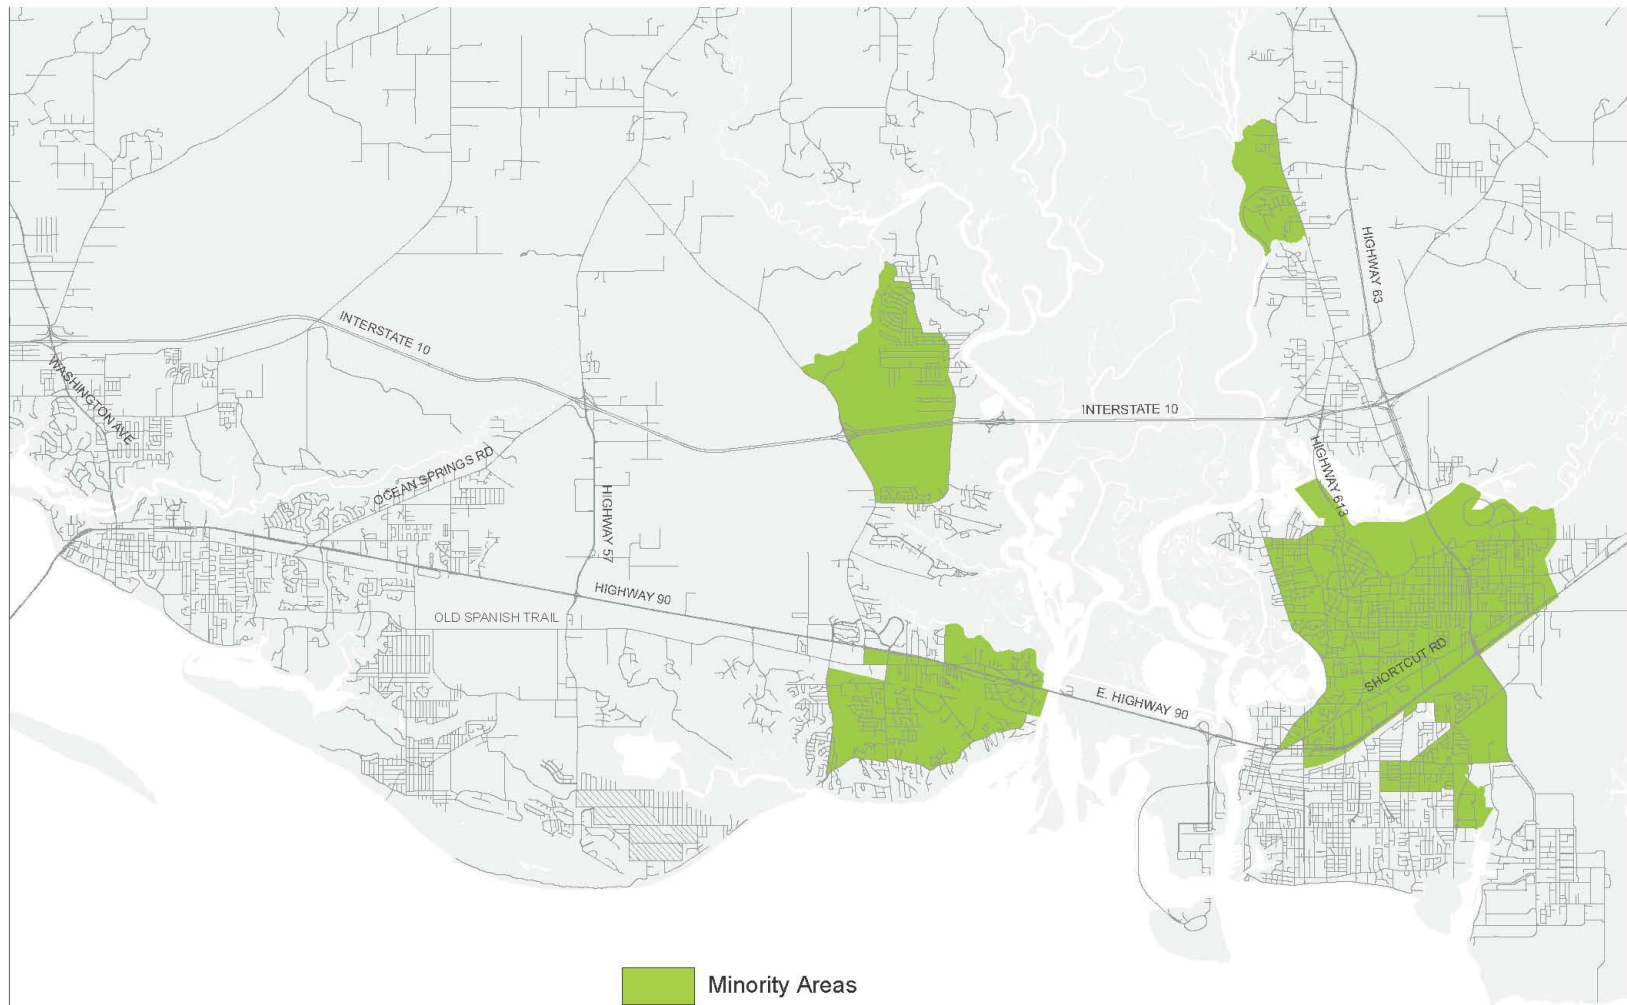 HIGHWAY 63
INTERSTATE 10
WASHINGTON AVE
INTERSTATE 10
OCEAN SPRINGS RD
HIGHWAY 613
HIGHWAY 57
HIGHWAY 90
OLD SPANISH TRAIL
SHORTCUT RD
E. HIGHWAY 90
Minority Areas